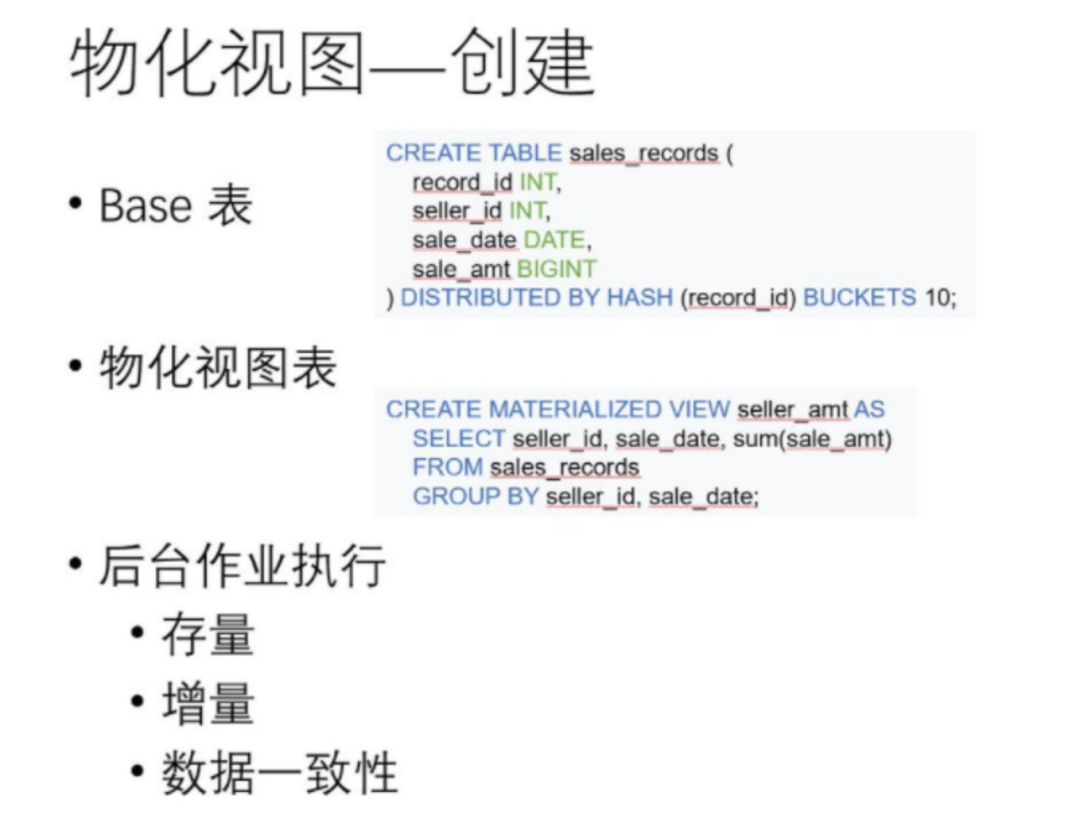 物化视图—创建
• Base 表
CREATE TABLE sales_records (
record_id INT,
seller_id INT,
sale_date DATE,
sale_amt BIGINT
) DISTRIBUTED BY HASH (record_id) BUCKETS 10;
• 物化视图表
CREATE MATERIALIZED VIEW seller_amt AS
SELECT seller_id, sale_date, sum(sale_amt)
FROM sales_records
GROUP BY seller_id, sale_date;
• 后台作业执行
• 存量
• 增量
• 数据一致性